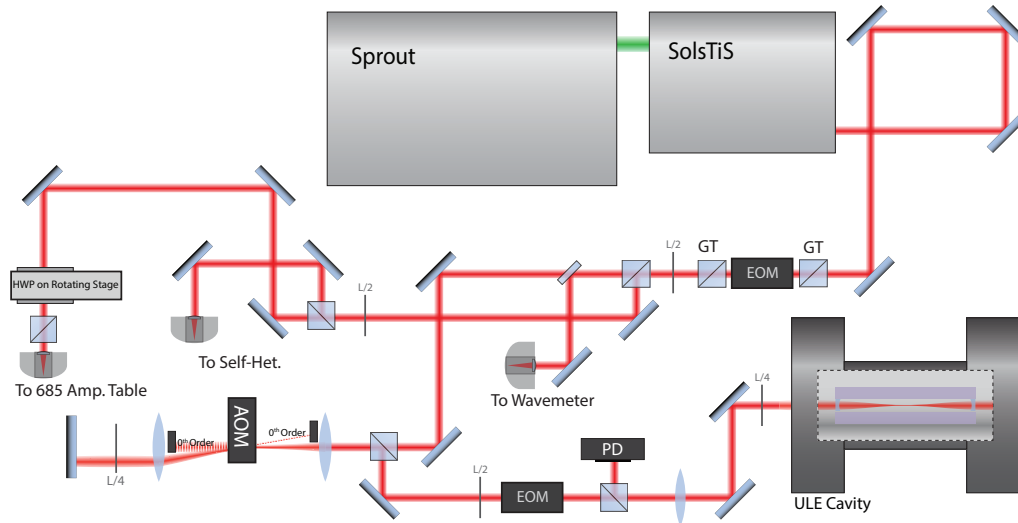 Sprout
SolsTiS
L/2
GT
GT
EOM
HWP on Rotating Stage
L/2
To Self-Het.
To 685 Amp. Table
To Wavemeter
L/4
AOM
0th Order
0th Order
L/4
PD
L/2
EOM
ULE Cavity